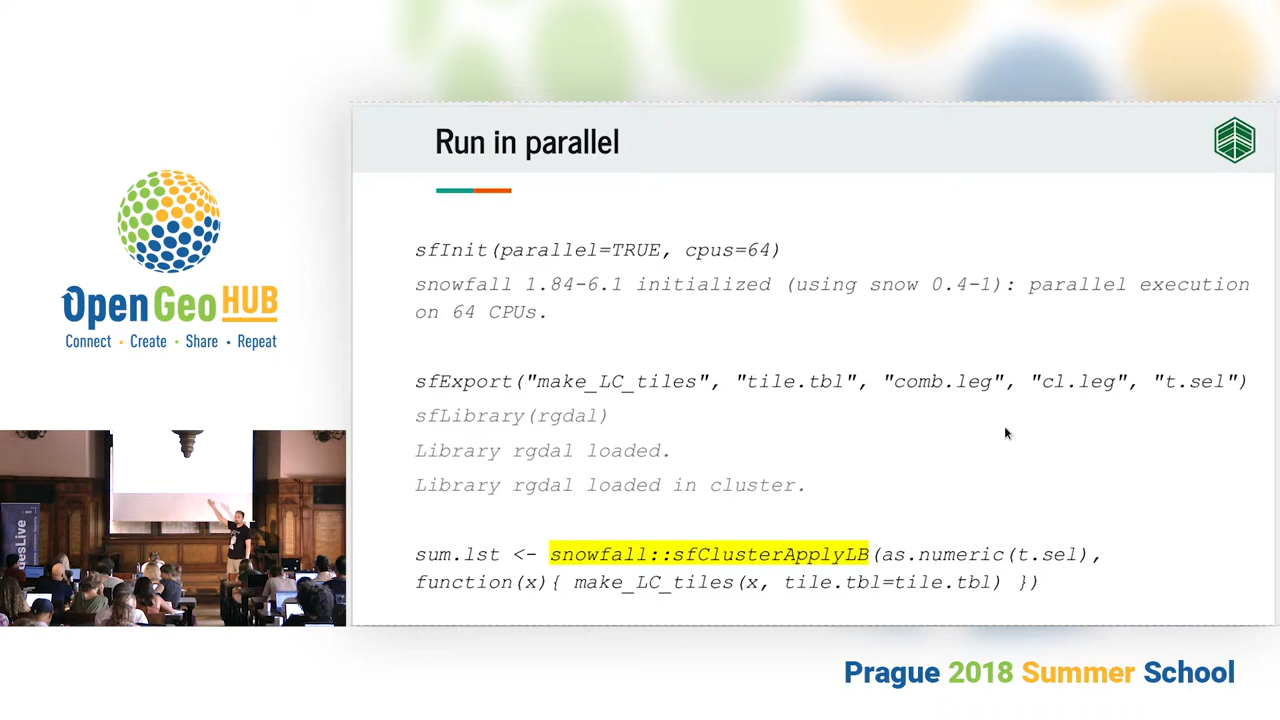 Run in parallel
sfInit(parallel=TRUE, cpus=64)
snowfall 1.84-6.1 initialized (using snow 0.4-1): parallel execution
on 64 CPUs.
sfExport("make_LC_tiles", "tile.tbl", "comb.leg", "cl.leg", "t.sel")
sfLibrary(rgdal)
Library rgdal loaded.
Library rgdal loaded in cluster.
sum.lst <- snowfall::sfClusterApplyLB(as.numeric(t.sel),
function(x){ make_LC_tiles(x, tile.tbl=tile.tbl) })
Open Geo HUB
Connect • Create • Share • Repeat
Prague 2018 Summer School